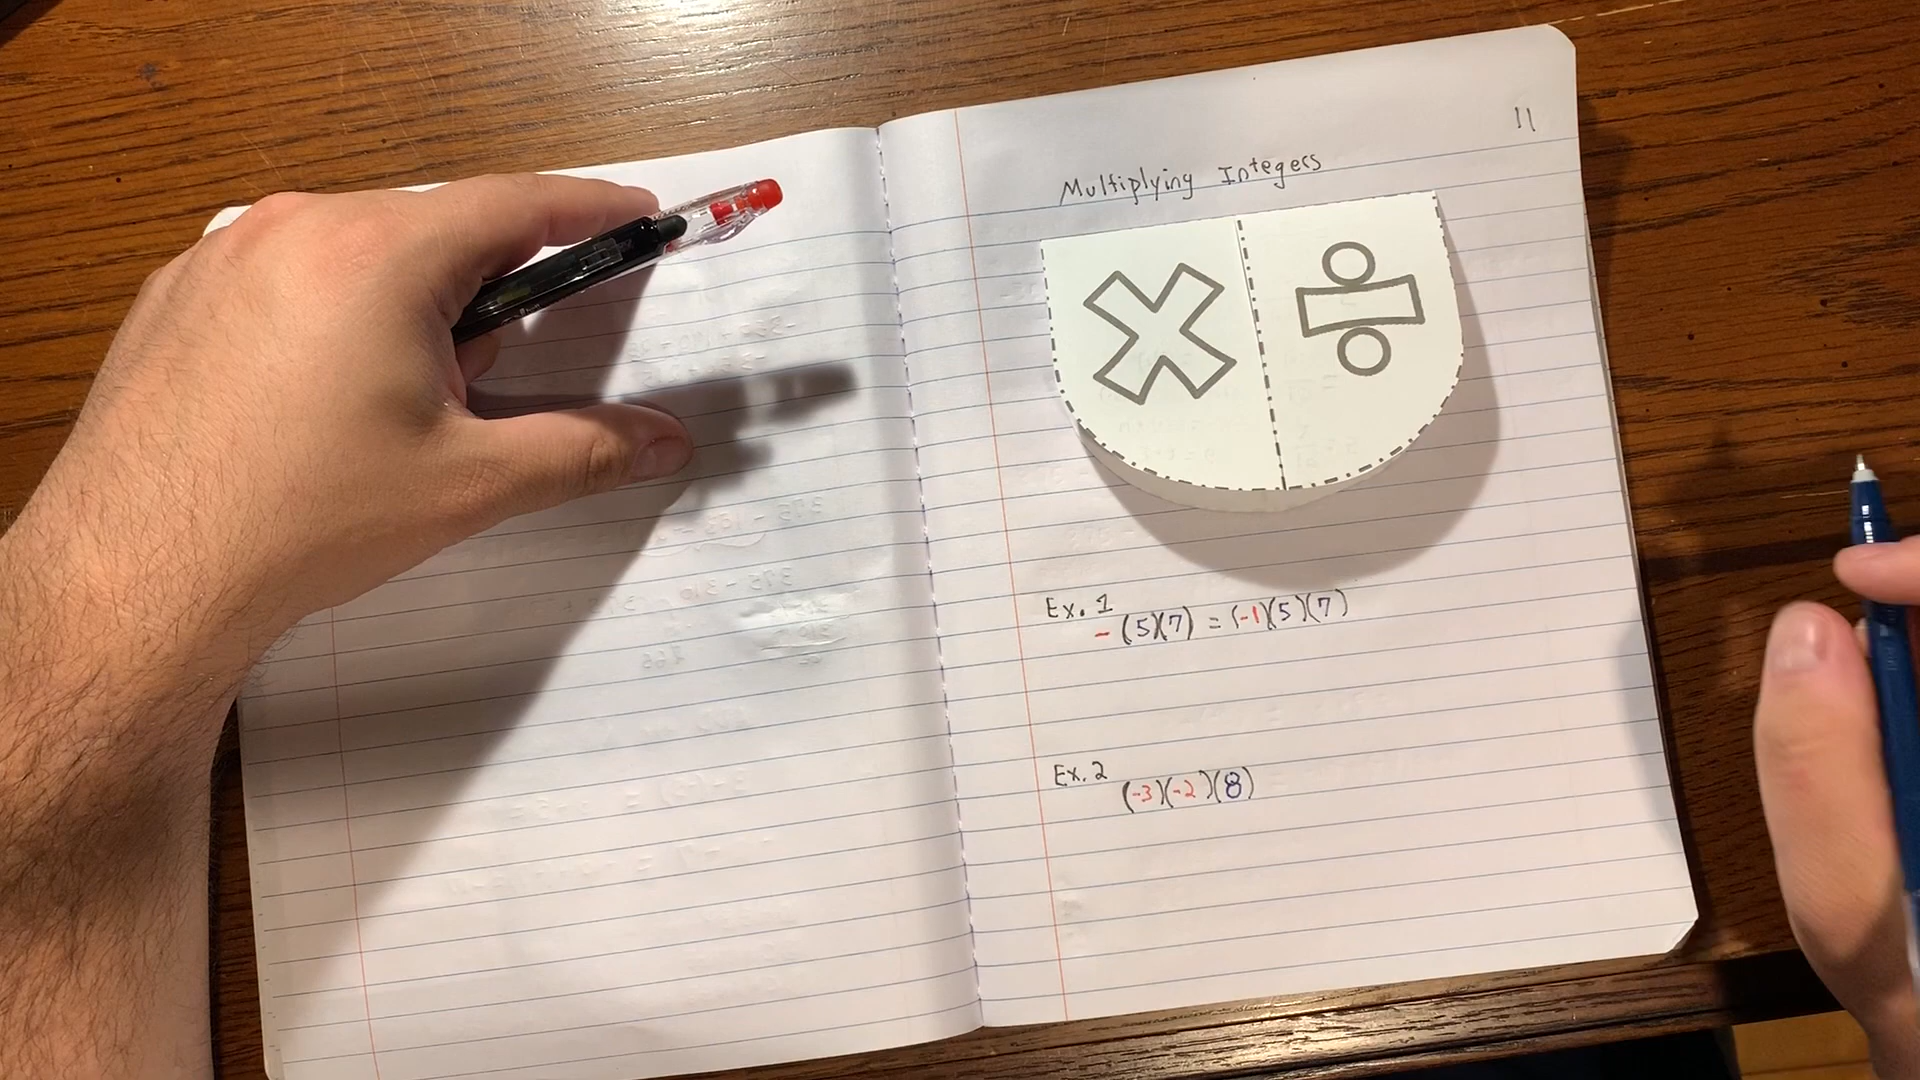 11
Multiplying Integers
Ex. 1
-(5)(7) = (-1)(5)(7)
Ex. 2
(-3)(-2)(8)